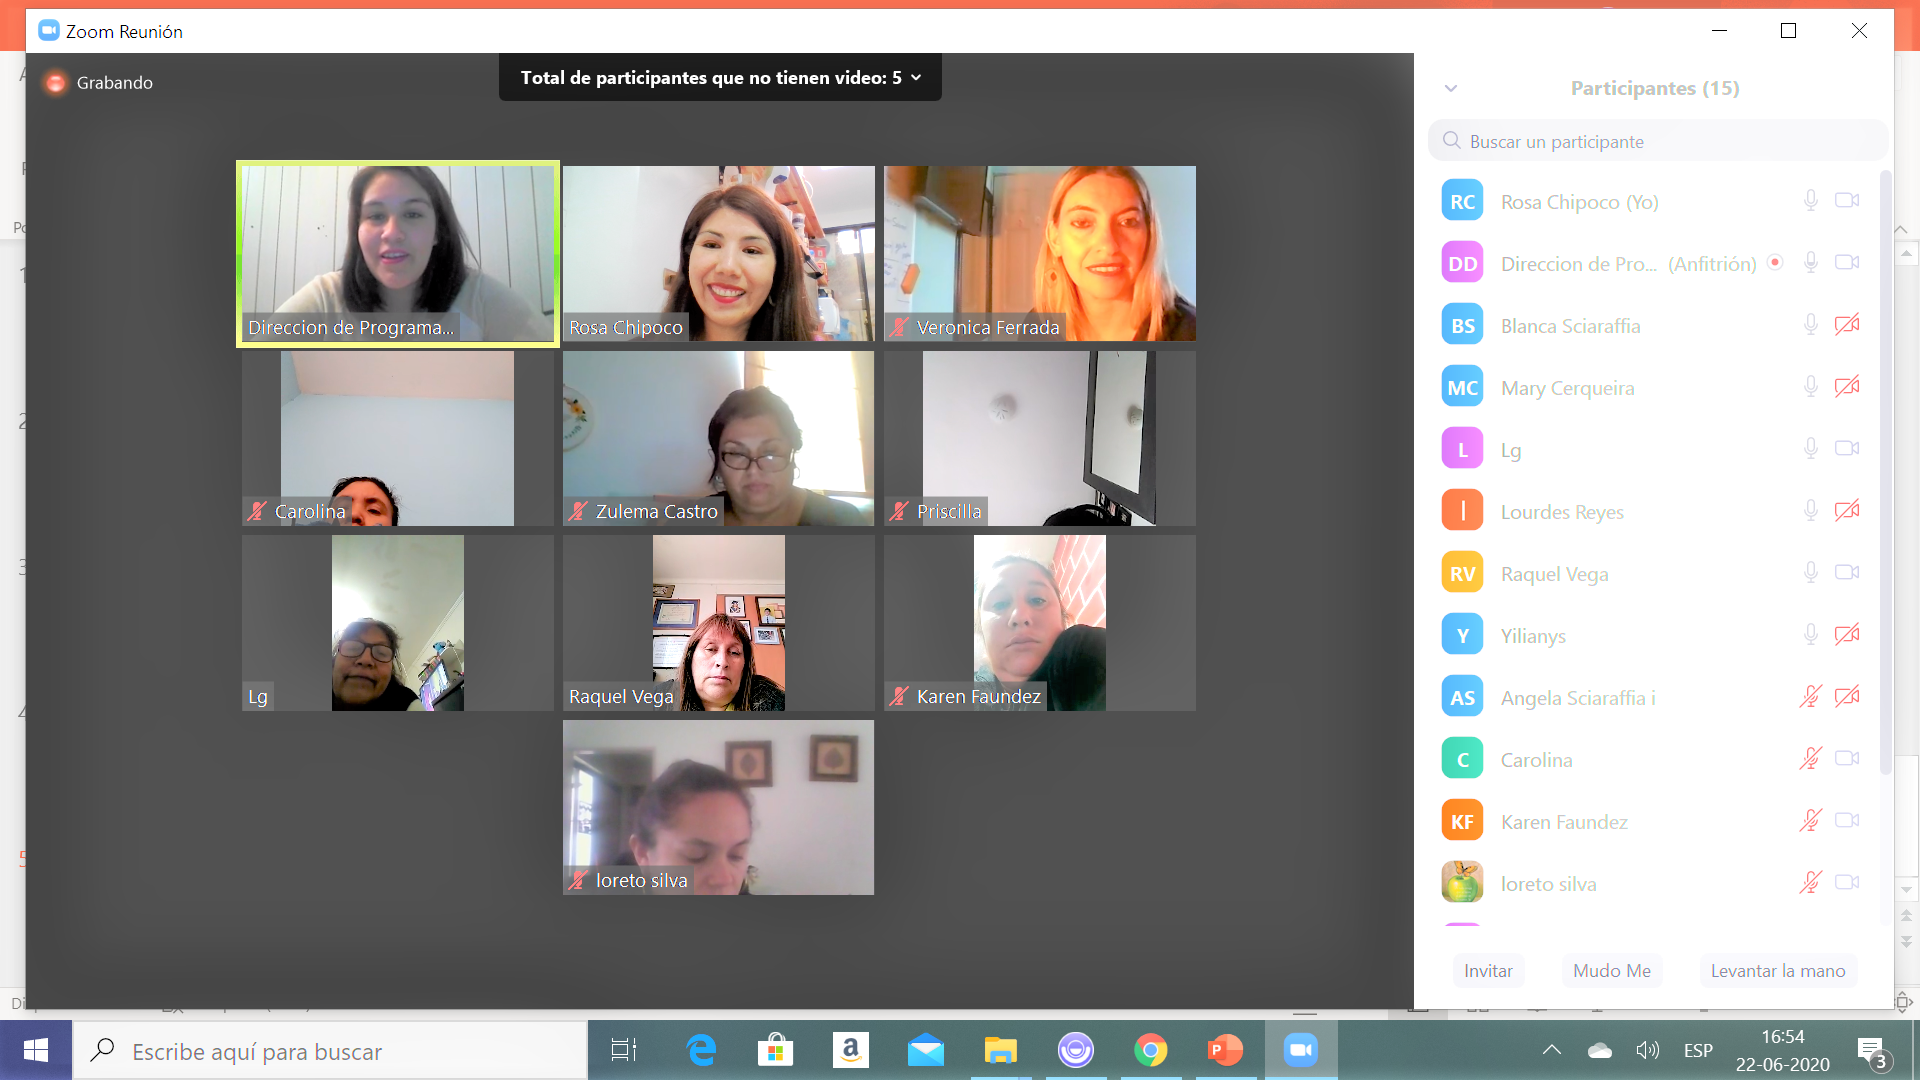 Zoom Reunión
Grabando
Total de participantes que no tienen video: 5
Direccion de Programa...
Rosa Chipoco
Veronica Ferrada
Carolina
Zulema Castro
Priscilla
Lg
Raquel Vega
Karen Faundez
loreto silva
Participantes (15)
Buscar un participante
RC Rosa Chipoco (Yo)
DD Direccion de Pro... (Anfitrión)
BS Blanca Sciaraffia
MC Mary Cerqueira
L Lg
l Lourdes Reyes
RV Raquel Vega
Y Yilianys
AS Angela Sciaraffia i
C Carolina
KF Karen Faundez
loreto silva
Invitar Mudo Me Levantar la mano
Escribe aquí para buscar
ESP
16:54
22-06-2020
3